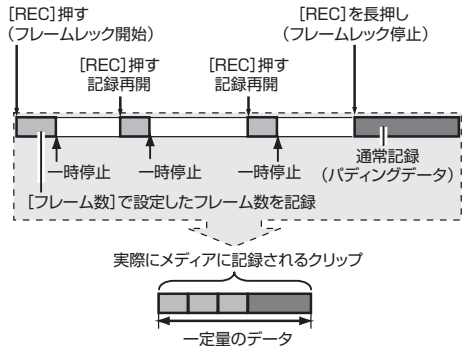 [REC]押す
(フレームレック開始)
[REC]を長押し
(フレームレック停止)
[REC]押す
記録再開
[REC]押す
記録再開
一時停止
一時停止
一時停止
通常記録
(パディングデータ)
[フレーム数]で設定したフレーム数を記録
実際にメディアに記録されるクリップ
一定量のデータ